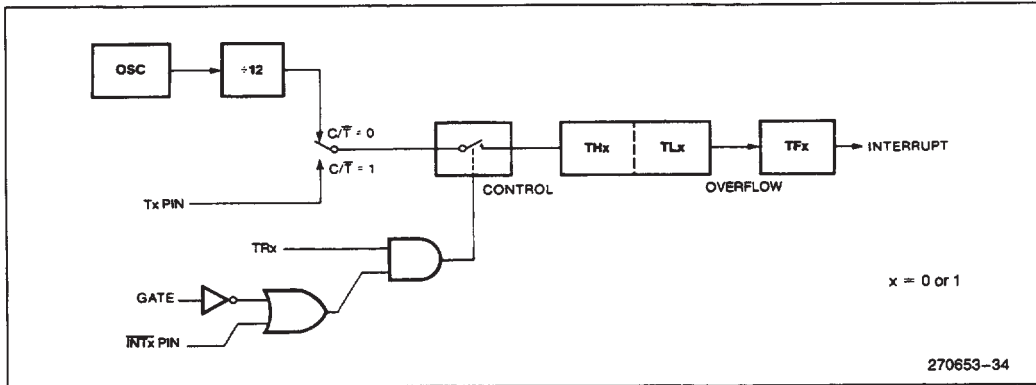 OSC
÷12
C/T̅ = 0
C/T̅ = 1
Tx PIN
CONTROL
THx
TLx
OVERFLOW
TFx
INTERRUPT
TRx
GATE
I̅N̅T̅x̅ PIN
x = 0 or 1
270653-34